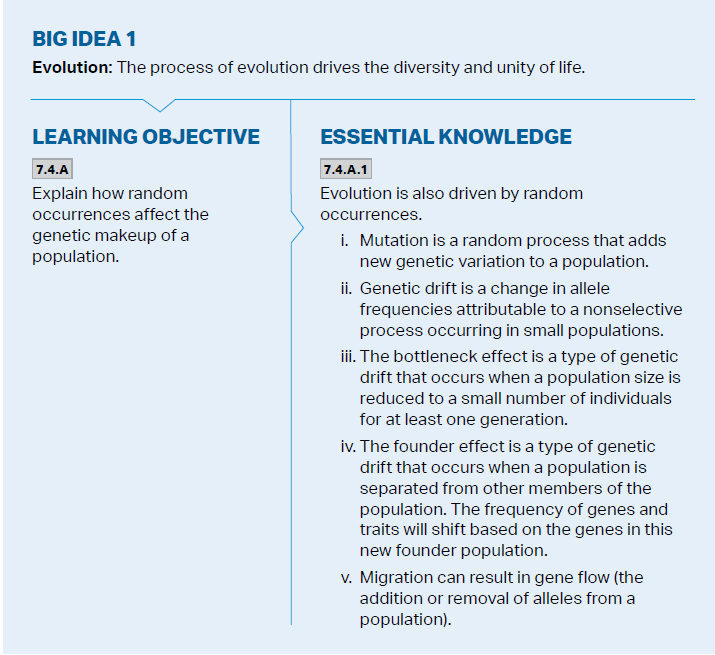 BIG IDEA 1
Evolution: The process of evolution drives the diversity and unity of life.
LEARNING OBJECTIVE
7.4.A
Explain how random
occurrences affect the
genetic makeup of a
population.
ESSENTIAL KNOWLEDGE
7.4.A.1
Evolution is also driven by random
occurrences.
i. Mutation is a random process that adds
new genetic variation to a population.
ii. Genetic drift is a change in allele
frequencies attributable to a nonselective
process occurring in small populations.
iii. The bottleneck effect is a type of genetic
drift that occurs when a population size is
reduced to a small number of individuals
for at least one generation.
iv. The founder effect is a type of genetic
drift that occurs when a population is
separated from other members of the
population. The frequency of genes and
traits will shift based on the genes in this
new founder population.
v. Migration can result in gene flow (the
addition or removal of alleles from a
population).